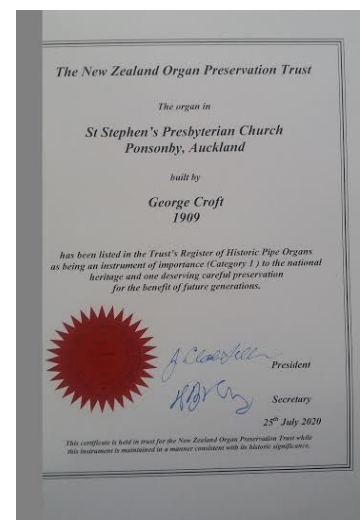 The New Zealand Organ Preservation Trust
The organ in
St Stephen's Presbyterian Church
Ponsonby, Auckland
built by
George Croft
1909
has been listed in the Trust's Register of Historic Pipe Organs
as being an instrument of importance (Category 1 ) to the national
heritage and one deserving careful preservation
for the benefit of future generations.
President
Secretary
25th July 2020
This certificate is held in trust for the New Zealand Organ Preservation Trust while
this instrument is maintained in a manner consistent with its historic significance.